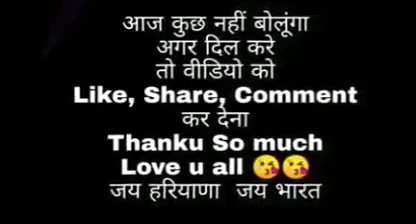 आज कुछ नहीं बोलूंगा
अगर दिल करे
तो वीडियो को
Like, Share, Comment
कर देना
Thanku So much
Love u all 😘😘
जय हरियाणा जय भारत